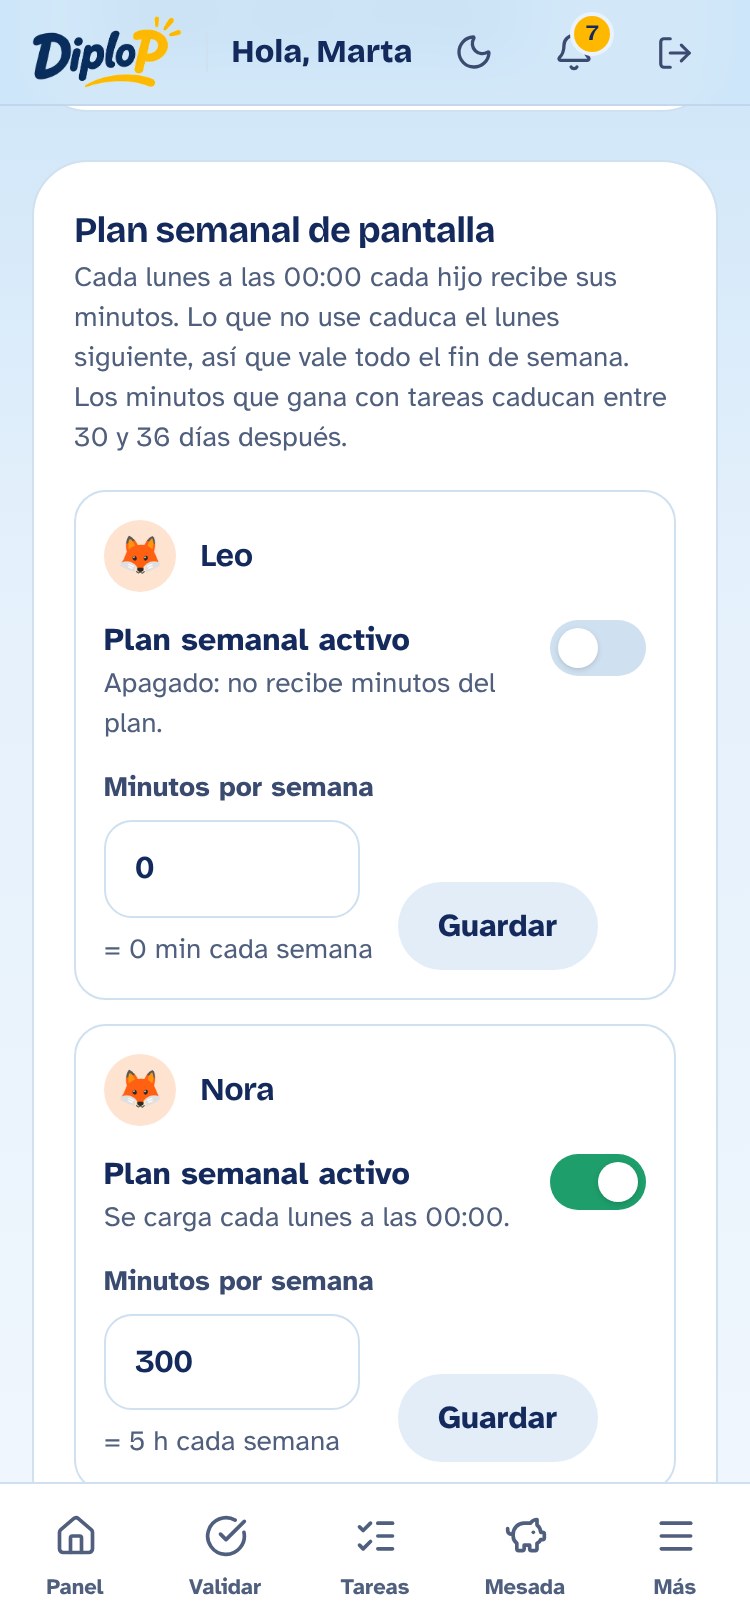 DiploP
Hola, Marta
7
Plan semanal de pantalla
Cada lunes a las 00:00 cada hijo recibe sus
minutos. Lo que no use caduca el lunes
siguiente, así que vale todo el fin de semana.
Los minutos que gana con tareas caducan entre
30 y 36 días después.
Leo
Plan semanal activo
Apagado: no recibe minutos del
plan.
Minutos por semana
0
= 0 min cada semana
Guardar
Nora
Plan semanal activo
Se carga cada lunes a las 00:00.
Minutos por semana
300
= 5 h cada semana
Guardar
Panel
Validar
Tareas
Mesada
Más